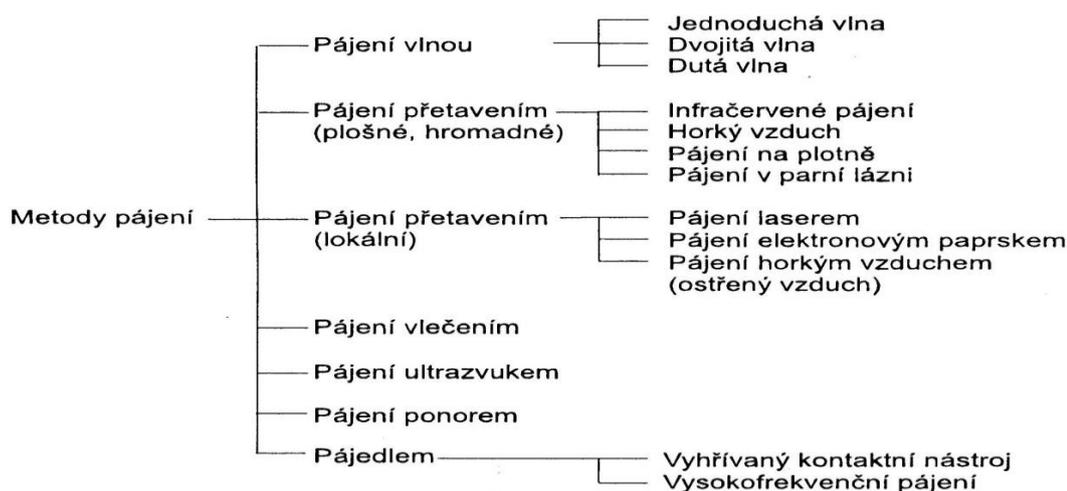 Metody pájení
Pájení vlnou
Jednoduchá vlna
Dvojitá vlna
Dutá vlna
Pájení přetavením
(plošné, hromadné)
Infračervené pájení
Horký vzduch
Pájení na plotně
Pájení v parní lázni
Pájení přetavením
(lokální)
Pájení laserem
Pájení elektronovým paprskem
Pájení horkým vzduchem
(ostřený vzduch)
Pájení vlečením
Pájení ultrazvukem
Pájení ponorem
Pájedlem
Vyhřívaný kontaktní nástroj
Vysokofrekvenční pájení